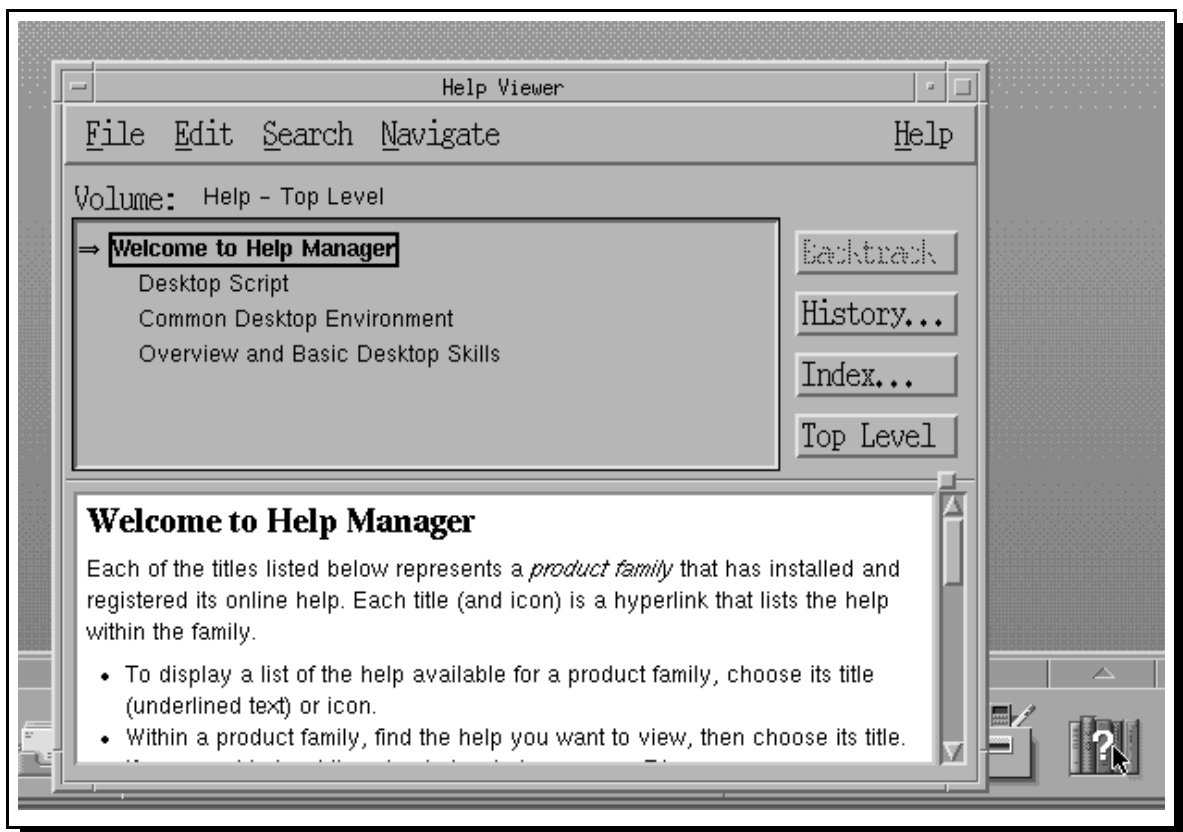 Help Viewer
File Edit Search Navigate Help
Volume: Help – Top Level
⇒ Welcome to Help Manager
Desktop Script
Common Desktop Environment
Overview and Basic Desktop Skills
Backtrack
History...
Index...
Top Level
Welcome to Help Manager
Each of the titles listed below represents a product family that has installed and
registered its online help. Each title (and icon) is a hyperlink that lists the help
within the family.
• To display a list of the help available for a product family, choose its title
(underlined text) or icon.
• Within a product family, find the help you want to view, then choose its title.
?